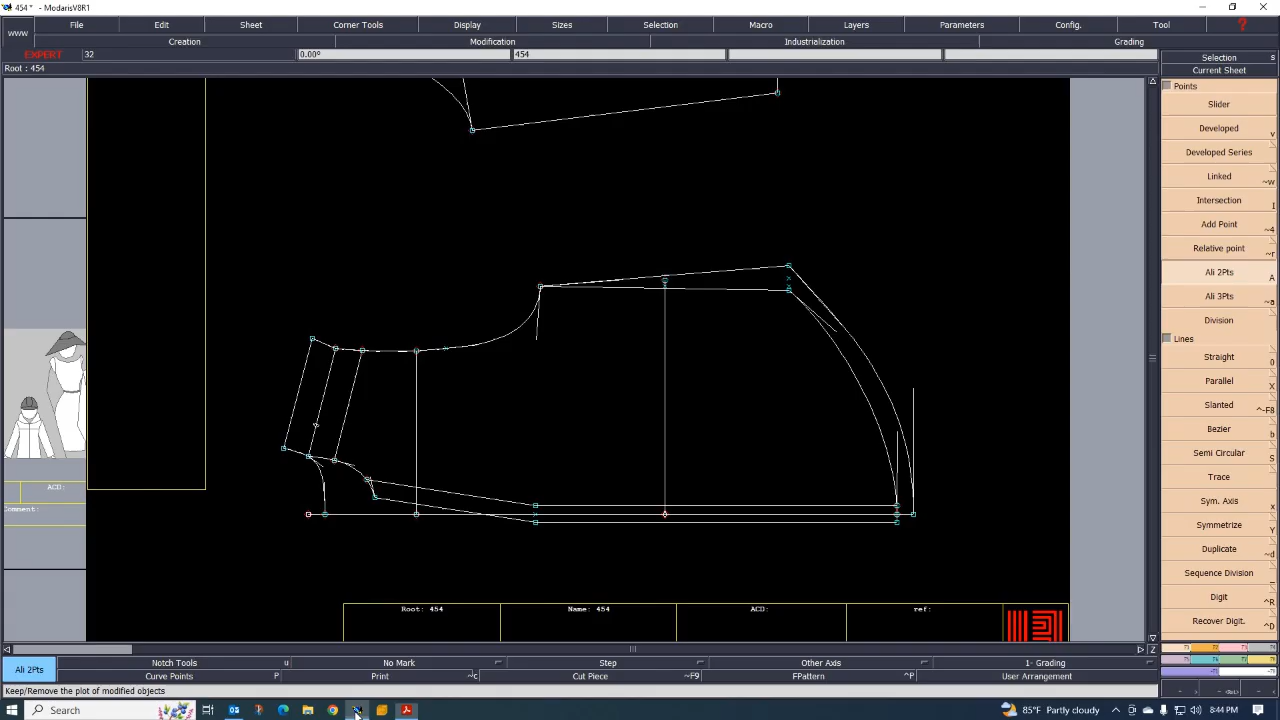 454 * - ModarisV8R1
File Edit Sheet Corner Tools Display Sizes Selection Macro Layers Parameters Config. Tool ?
www
Creation Modification Industrialization Grading
EXPERT 32 0.00° 454
Root : 454
Selection s
Current Sheet
Points
Slider
Developed v
Developed Series
Linked ~w
Intersection I
Add Point ~4
Relative point ~r
Ali 2Pts A
Ali 3Pts ~a
Division
Lines
Straight 0
Parallel X
Slanted ^-F8
Bezier b
Semi Circular S
Trace
Sym. Axis x
Symmetrize Y
Duplicate ~d
Sequence Division _
Digit ^R
Recover Digit. ^D
ACD:
Comment:
Root: 454 Name: 454 ACD: ref:
Z
Ali 2Pts
Notch Tools u No Mark Step Other Axis 1- Grading
Curve Points P Print ~c Cut Piece ~F9 FPattern ^P User Arrangement
Keep/Remove the plot of modified objects
Search
85°F Partly cloudy
8:44 PM